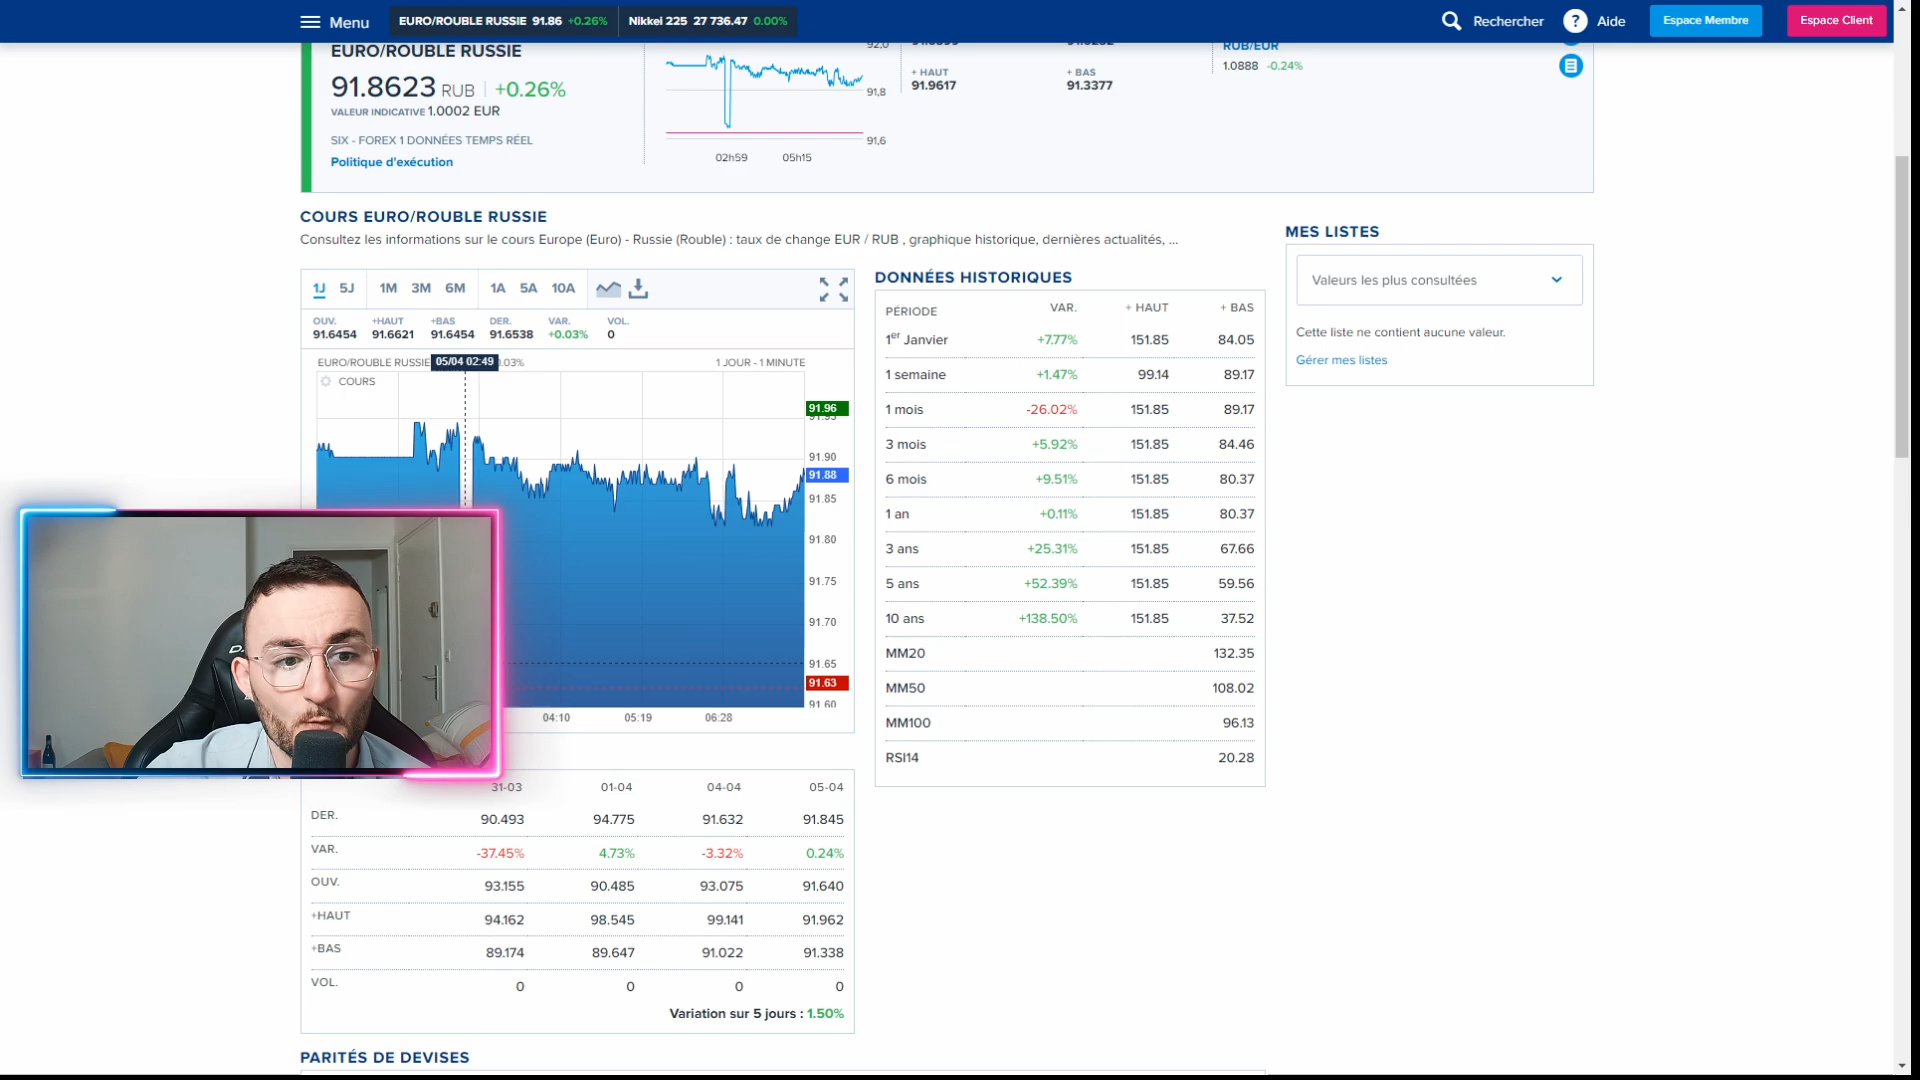 Menu
EURO/ROUBLE RUSSIE 91.86 +0.26%
Nikkei 225 27 736.47 0.00%
Rechercher
? Aide
Espace Membre
Espace Client
EURO/ROUBLE RUSSIE
91.8623 RUB +0.26%
VALEUR INDICATIVE 1.0002 EUR
SIX - FOREX 1 DONNÉES TEMPS RÉEL
Politique d'exécution
92,0
91,8
91,6
02h59 05h15
+ HAUT
91.9617
+ BAS
91.3377
RUB/EUR
1.0888 -0.24%
COURS EURO/ROUBLE RUSSIE
Consultez les informations sur le cours Europe (Euro) - Russie (Rouble) : taux de change EUR / RUB , graphique historique, dernières actualités, ...
1J 5J 1M 3M 6M 1A 5A 10A
OUV. +HAUT +BAS DER. VAR. VOL.
91.6454 91.6621 91.6454 91.6538 +0.03% 0
EURO/ROUBLE RUSSIE 05/04 02:49 0.03% 1 JOUR - 1 MINUTE
COURS
91.96
91.95
91.90
91.88
91.85
91.80
91.75
91.70
91.65
91.63
91.60
04:10 05:19 06:28
31-03 01-04 04-04 05-04
DER. 90.493 94.775 91.632 91.845
VAR. -37.45% 4.73% -3.32% 0.24%
OUV. 93.155 90.485 93.075 91.640
+HAUT 94.162 98.545 99.141 91.962
+BAS 89.174 89.647 91.022 91.338
VOL. 0 0 0 0
Variation sur 5 jours : 1.50%
PARITÉS DE DEVISES
DONNÉES HISTORIQUES
PÉRIODE VAR. + HAUT + BAS
1er Janvier +7.77% 151.85 84.05
1 semaine +1.47% 99.14 89.17
1 mois -26.02% 151.85 89.17
3 mois +5.92% 151.85 84.46
6 mois +9.51% 151.85 80.37
1 an +0.11% 151.85 80.37
3 ans +25.31% 151.85 67.66
5 ans +52.39% 151.85 59.56
10 ans +138.50% 151.85 37.52
MM20 132.35
MM50 108.02
MM100 96.13
RSI14 20.28
MES LISTES
Valeurs les plus consultées
Cette liste ne contient aucune valeur.
Gérer mes listes